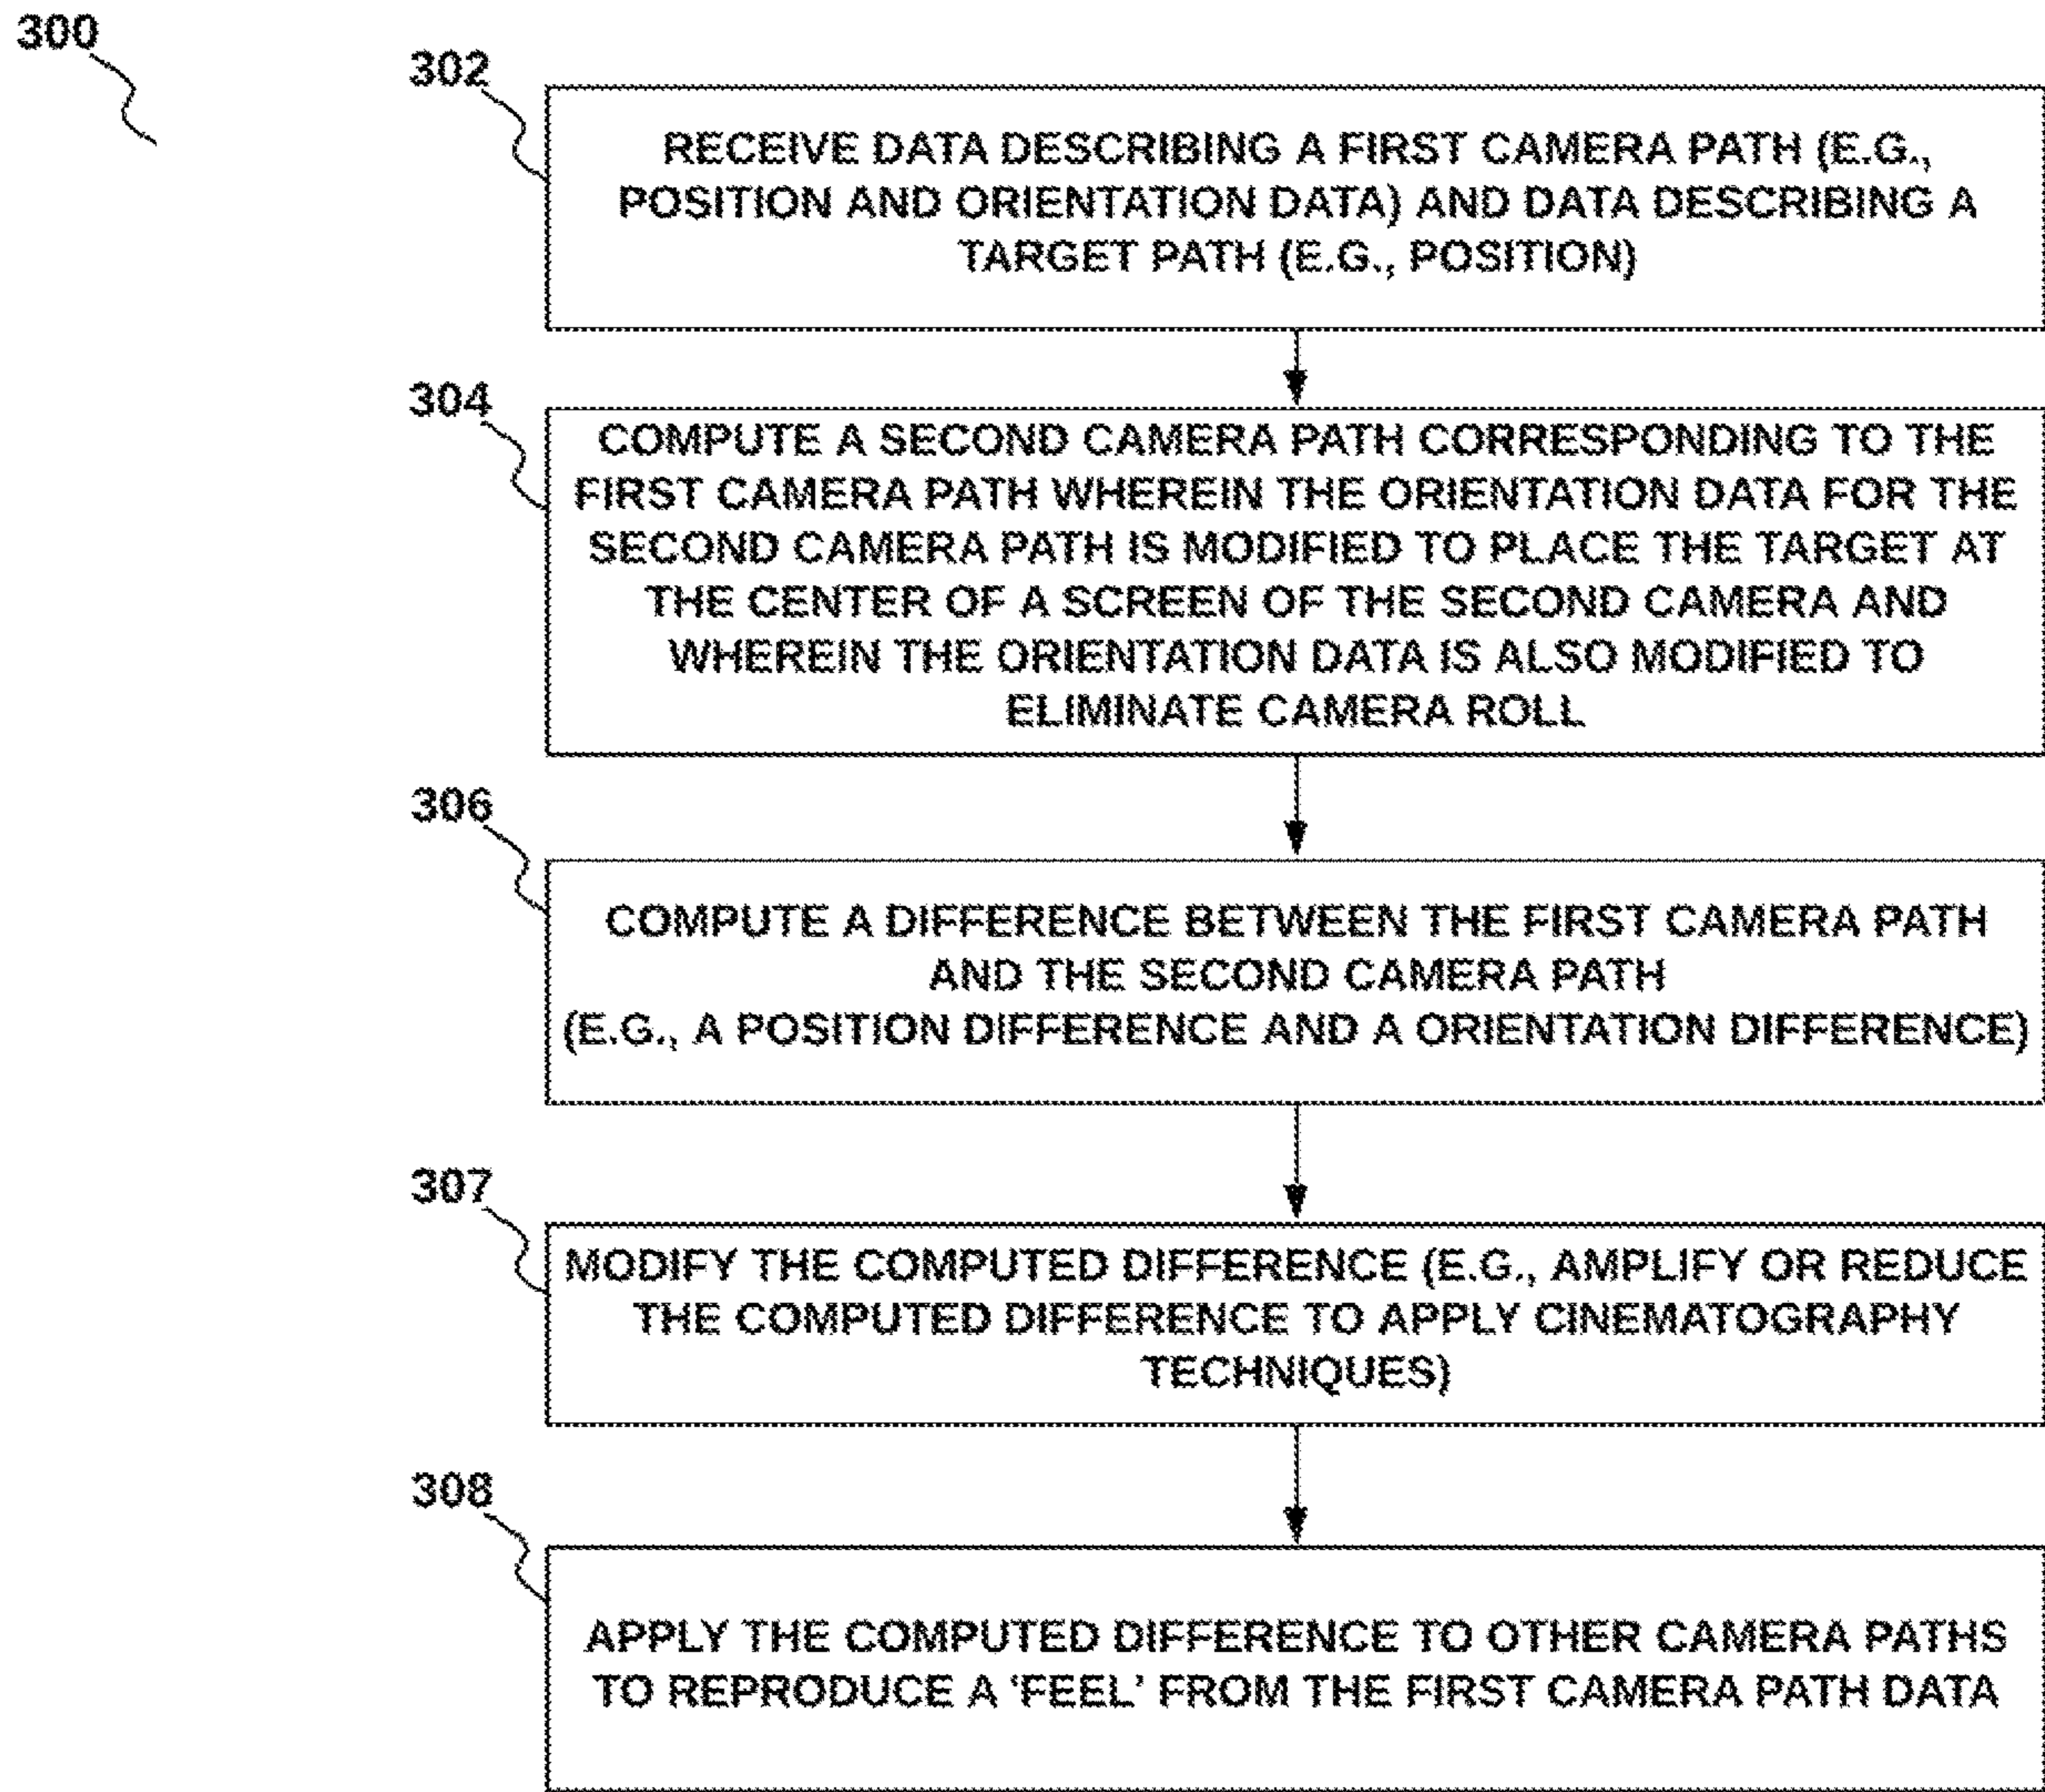 300
302
RECEIVE DATA DESCRIBING A FIRST CAMERA PATH (E.G.,
POSITION AND ORIENTATION DATA) AND DATA DESCRIBING A
TARGET PATH (E.G., POSITION)
304
COMPUTE A SECOND CAMERA PATH CORRESPONDING TO THE
FIRST CAMERA PATH WHEREIN THE ORIENTATION DATA FOR THE
SECOND CAMERA PATH IS MODIFIED TO PLACE THE TARGET AT
THE CENTER OF A SCREEN OF THE SECOND CAMERA AND
WHEREIN THE ORIENTATION DATA IS ALSO MODIFIED TO
ELIMINATE CAMERA ROLL
306
COMPUTE A DIFFERENCE BETWEEN THE FIRST CAMERA PATH
AND THE SECOND CAMERA PATH
(E.G., A POSITION DIFFERENCE AND A ORIENTATION DIFFERENCE)
307
MODIFY THE COMPUTED DIFFERENCE (E.G., AMPLIFY OR REDUCE
THE COMPUTED DIFFERENCE TO APPLY CINEMATOGRAPHY
TECHNIQUES)
308
APPLY THE COMPUTED DIFFERENCE TO OTHER CAMERA PATHS
TO REPRODUCE A ‘FEEL’ FROM THE FIRST CAMERA PATH DATA